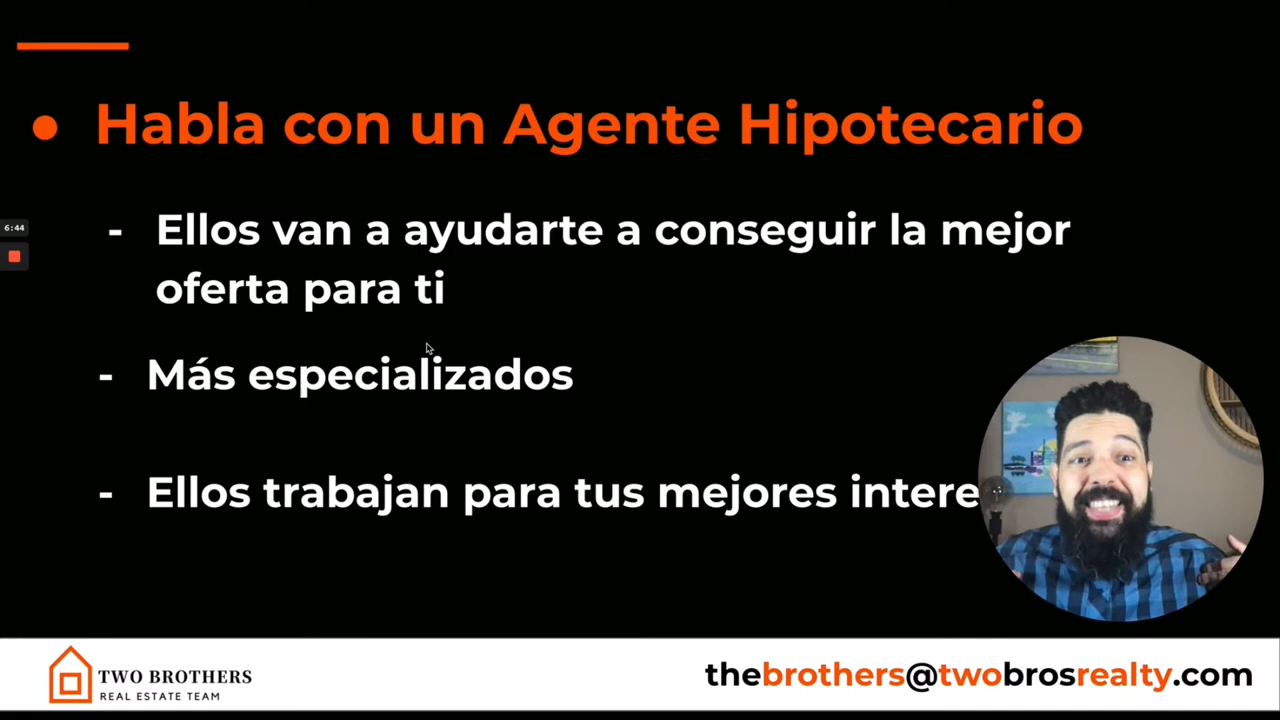 ● Habla con un Agente Hipotecario
- Ellos van a ayudarte a conseguir la mejor
oferta para ti
6:44
- Más especializados
- Ellos trabajan para tus mejores
TWO BROTHERS
REAL ESTATE TEAM
thebrothers@twobrosrealty.com